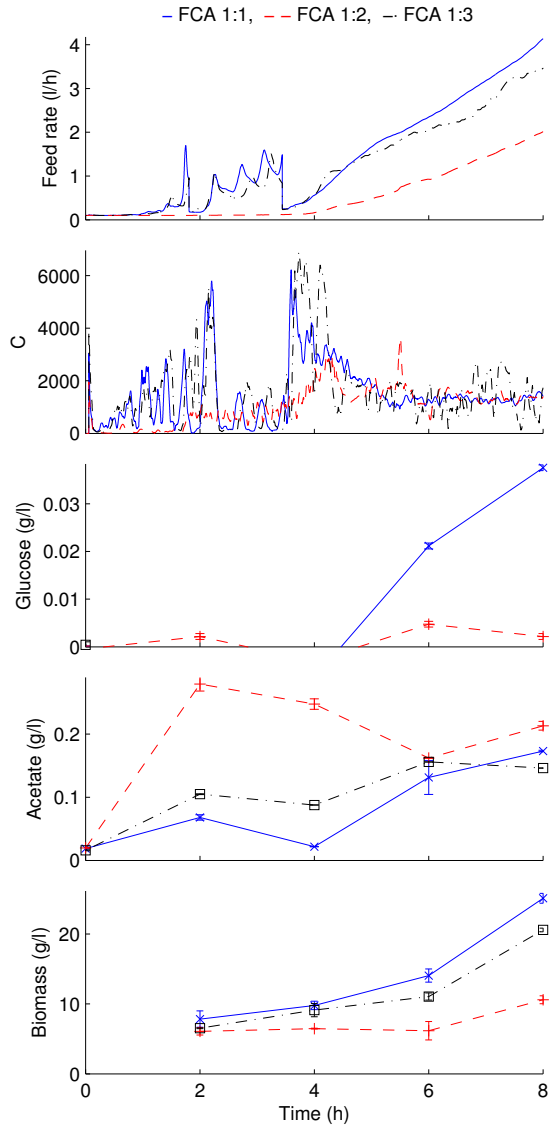 FCA 1:1, FCA 1:2, FCA 1:3
4
3
2
1
0
Feed rate (l/h)
6000
4000
2000
0
C
0.03
0.02
0.01
0
Glucose (g/l)
0.2
0.1
0
Acetate (g/l)
20
10
0
Biomass (g/l)
0 2 4 6 8
Time (h)